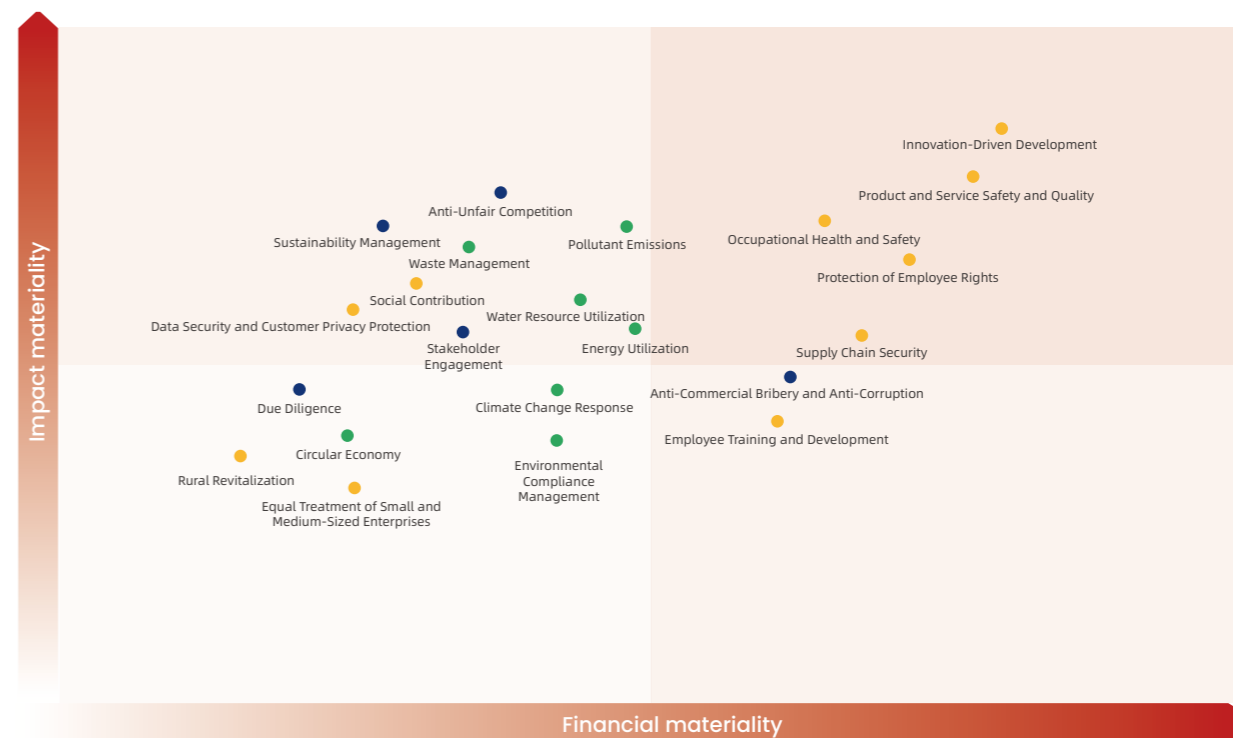 Impact materiality
Innovation-Driven Development
Product and Service Safety and Quality
Anti-Unfair Competition
Occupational Health and Safety
Sustainability Management
Pollutant Emissions
Waste Management
Protection of Employee Rights
Social Contribution
Water Resource Utilization
Data Security and Customer Privacy Protection
Stakeholder
Engagement
Energy Utilization
Supply Chain Security
Anti-Commercial Bribery and Anti-Corruption
Due Diligence
Climate Change Response
Employee Training and Development
Circular Economy
Environmental
Compliance
Management
Rural Revitalization
Equal Treatment of Small and
Medium-Sized Enterprises
Financial materiality